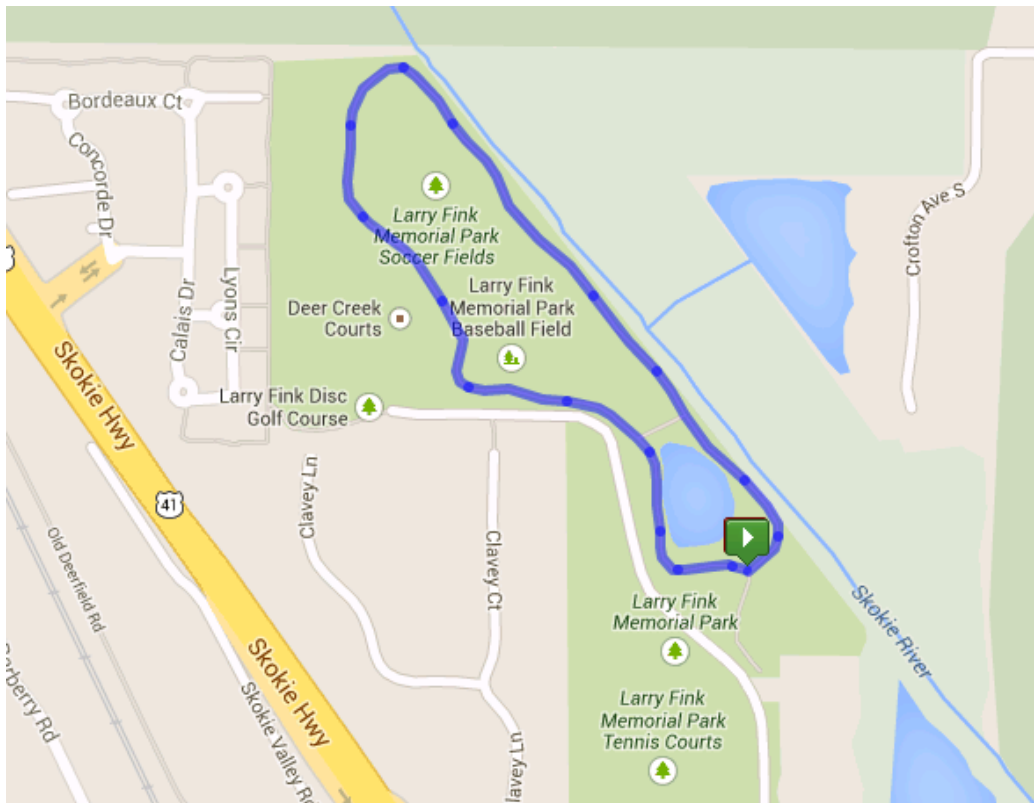 Bordeaux Ct
Concorde Dr
Calais Dr
Lyons Cir
Larry Fink
Memorial Park
Soccer Fields
Larry Fink
Memorial Park
Baseball Field
Deer Creek
Courts
Larry Fink Disc
Golf Course
Crofton Ave S
Skokie Hwy
41
Clavey Ln
Clavey Ct
Old Deerfield Rd
Skokie River
Larry Fink
Memorial Park
Skokie Hwy
Skokie Valley Rd
Larry Fink
Memorial Park
Tennis Courts
lavey Ln